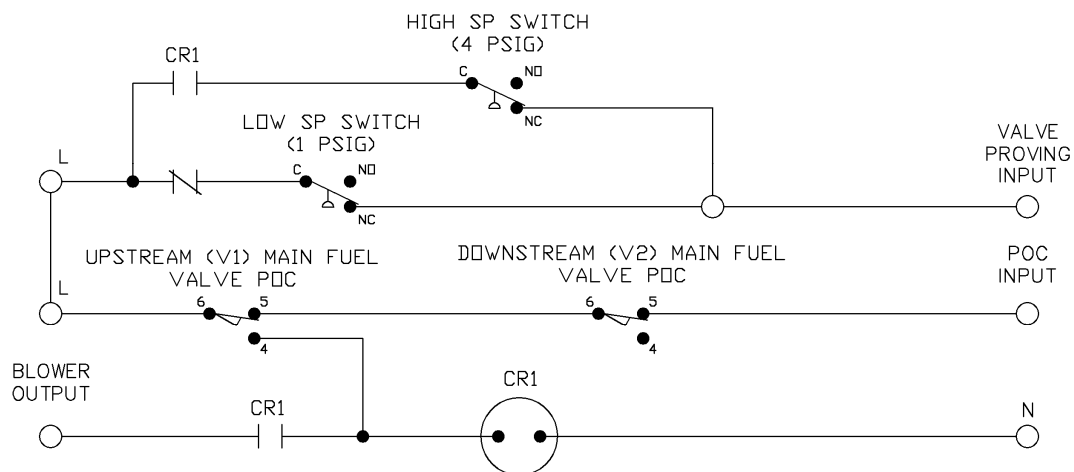 HIGH SP SWITCH
(4 PSIG)
CR1
C
NO
NC
LOW SP SWITCH
(1 PSIG)
L
C
NO
NC
VALVE
PROVING
INPUT
UPSTREAM (V1) MAIN FUEL
VALVE POC
DOWNSTREAM (V2) MAIN FUEL
VALVE POC
POC
INPUT
L
6
5
4
6
5
4
BLOWER
OUTPUT
CR1
CR1
N